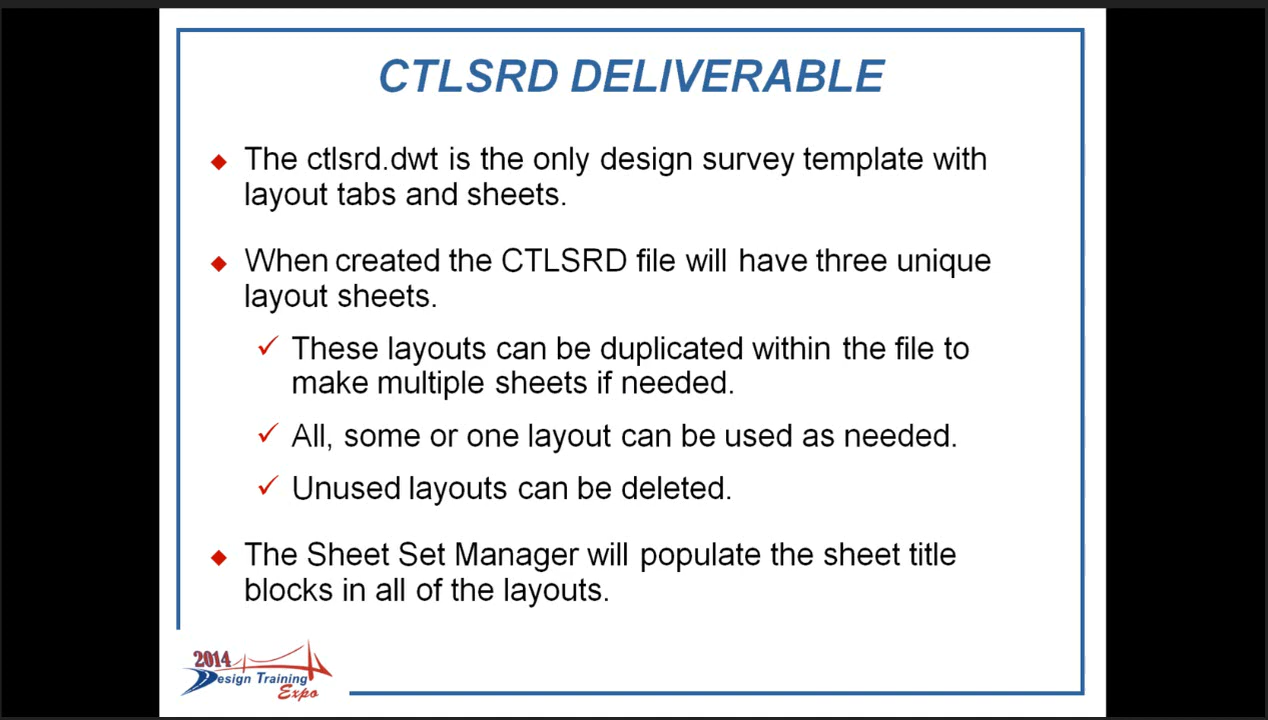 CTLSRD DELIVERABLE
The ctlsrd.dwt is the only design survey template with
layout tabs and sheets.
When created the CTLSRD file will have three unique
layout sheets.
These layouts can be duplicated within the file to
make multiple sheets if needed.
All, some or one layout can be used as needed.
Unused layouts can be deleted.
The Sheet Set Manager will populate the sheet title
blocks in all of the layouts.
2014
Design Training
Expo